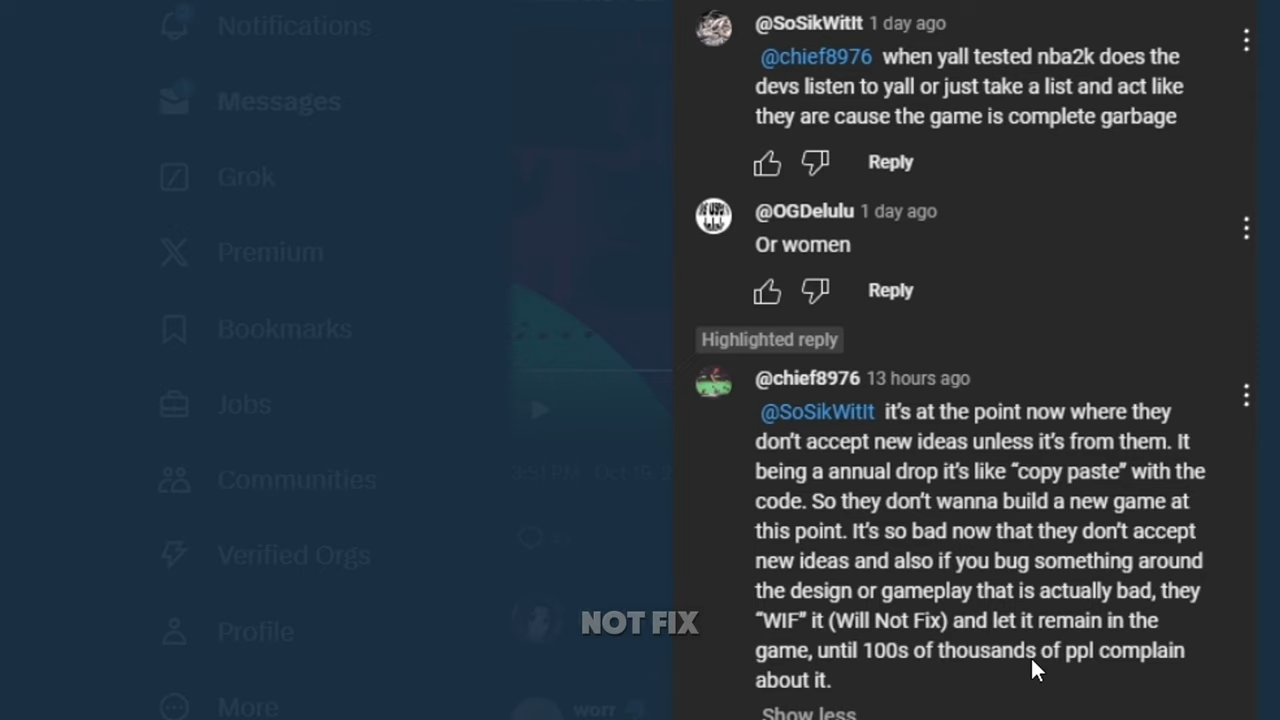 Notifications
Messages
Grok
Premium
Bookmarks
Jobs
Communities
Verified Orgs
Profile
More
3:51 PM · Oct 19, 2
@SoSikWitIt 1 day ago
@chief8976 when yall tested nba2k does the
devs listen to yall or just take a list and act like
they are cause the game is complete garbage
Reply
@OGDelulu 1 day ago
Or women
Reply
Highlighted reply
@chief8976 13 hours ago
@SoSikWitIt it's at the point now where they
don't accept new ideas unless it's from them. It
being a annual drop it's like “copy paste” with the
code. So they don't wanna build a new game at
this point. It's so bad now that they don't accept
new ideas and also if you bug something around
the design or gameplay that is actually bad, they
“WIF” it (Will Not Fix) and let it remain in the
game, until 100s of thousands of ppl complain
about it.
Show less
NOT FIX